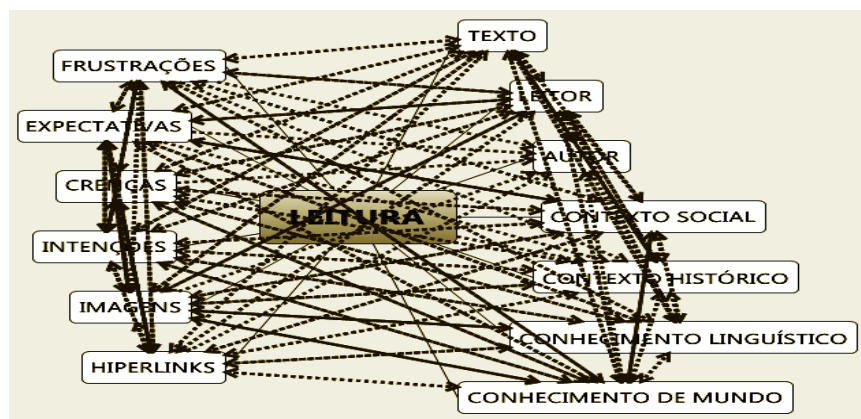 TEXTO
FRUSTRAÇÕES
LEITOR
EXPECTATIVAS
AUTOR
CRENÇAS
LEITURA
CONTEXTO SOCIAL
INTENÇÕES
CONTEXTO HISTÓRICO
IMAGENS
CONHECIMENTO LINGUÍSTICO
HIPERLINKS
CONHECIMENTO DE MUNDO